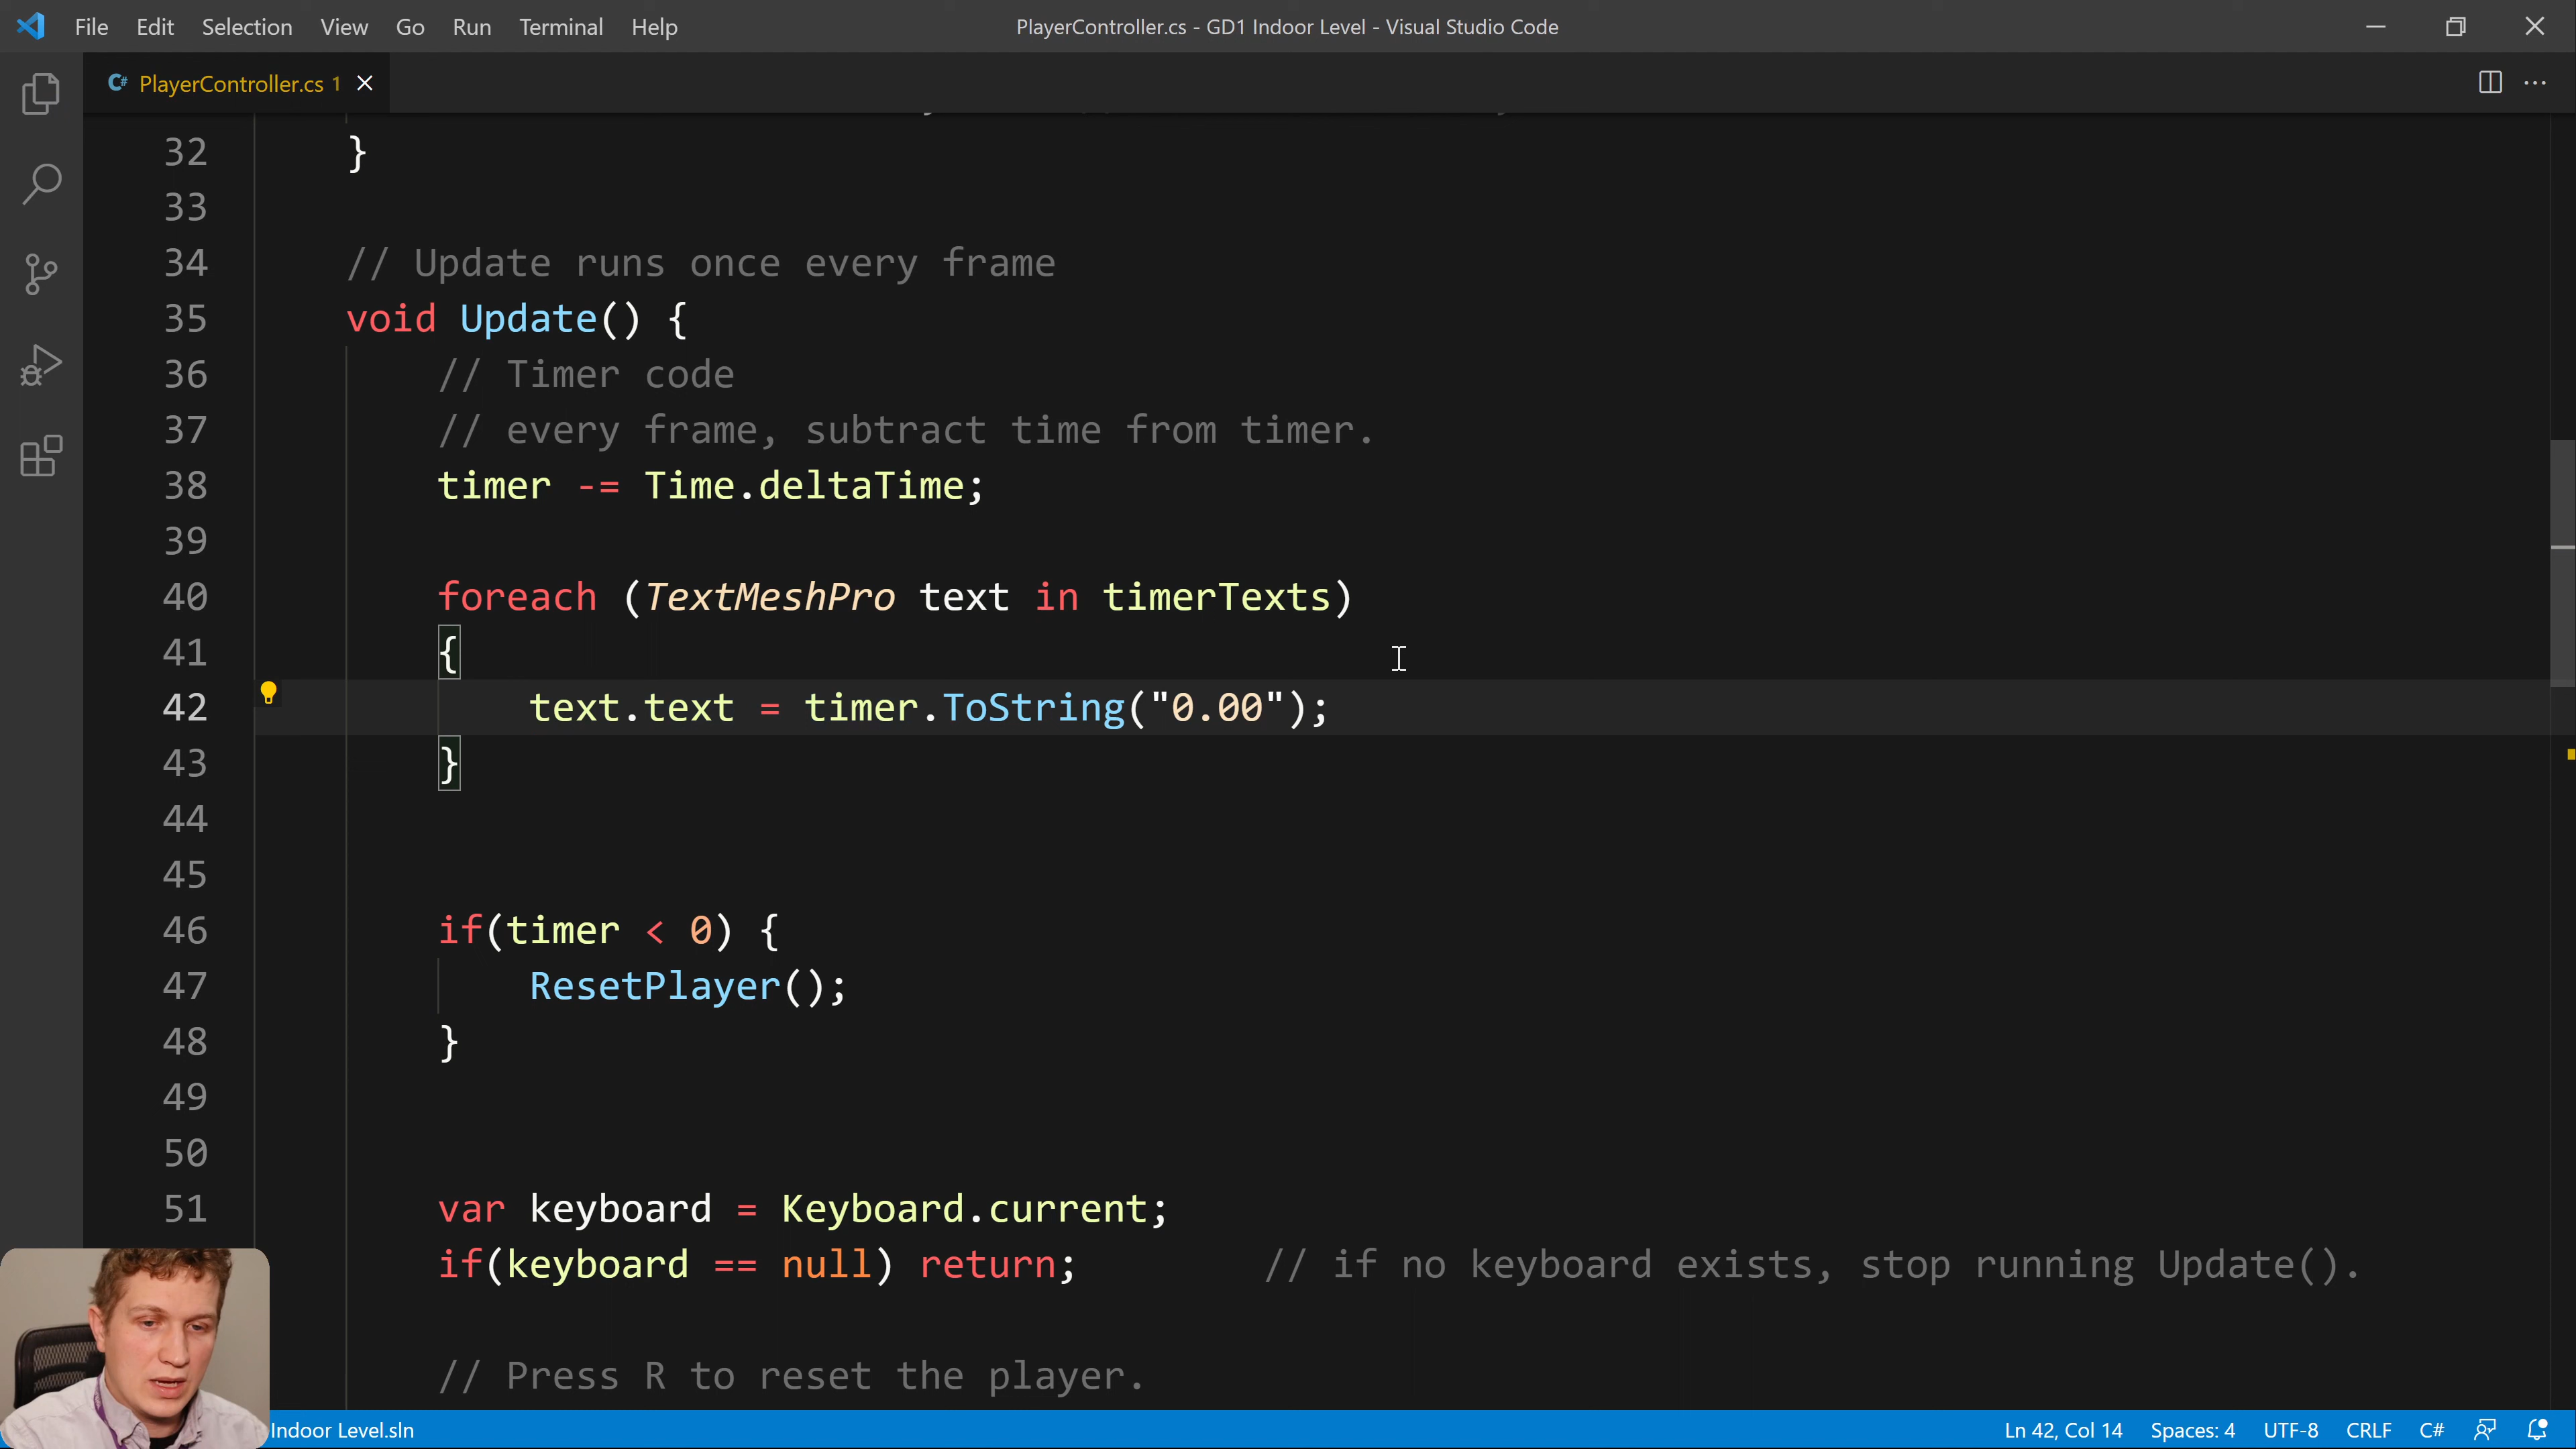 File Edit Selection View Go Run Terminal Help PlayerController.cs - GD1 Indoor Level - Visual Studio Code
C# PlayerController.cs 1
32 }
33
34 // Update runs once every frame
35 void Update() {
36 // Timer code
37 // every frame, subtract time from timer.
38 timer -= Time.deltaTime;
39
40 foreach (TextMeshPro text in timerTexts)
41 {
42 text.text = timer.ToString("0.00");
43 }
44
45
46 if(timer < 0) {
47 ResetPlayer();
48 }
49
50
51 var keyboard = Keyboard.current;
if(keyboard == null) return; // if no keyboard exists, stop running Update().
// Press R to reset the player.
Indoor Level.sln Ln 42, Col 14 Spaces: 4 UTF-8 CRLF C#